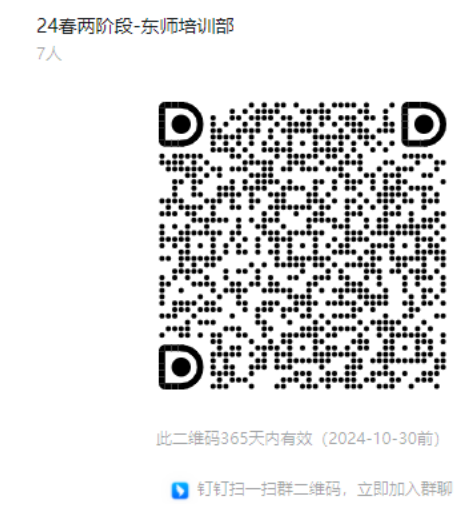 24春两阶段-东师培训部
7人
此二维码365天内有效（2024-10-30前）
钉钉扫一扫群二维码，立即加入群聊